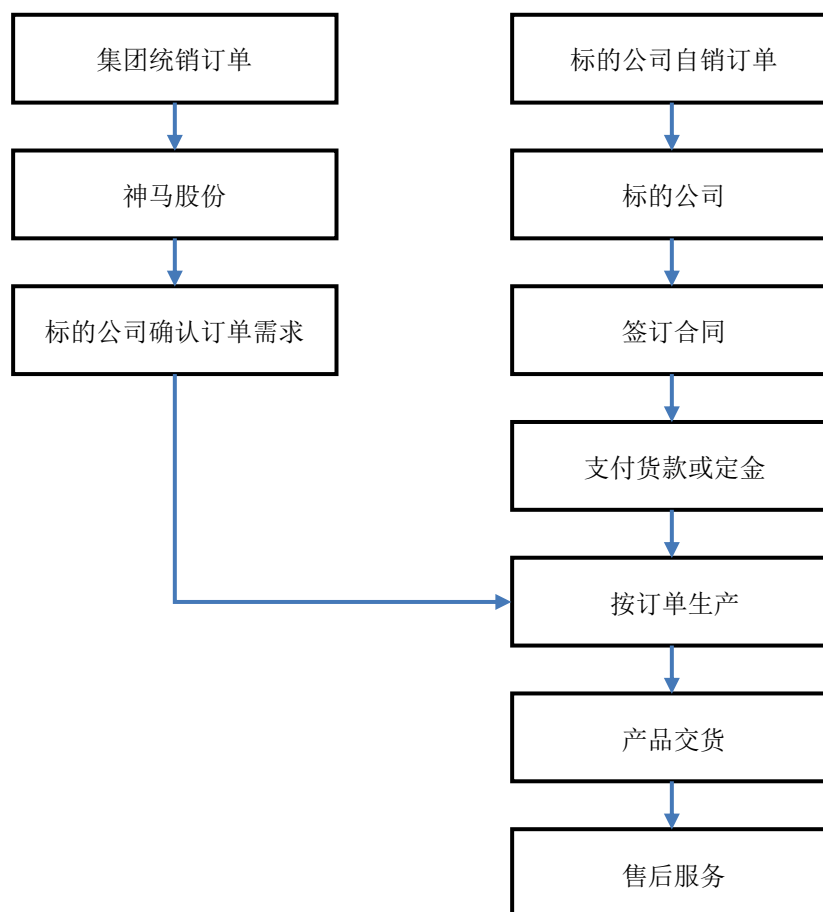 集团统销订单
神马股份
标的公司确认订单需求
标的公司自销订单
标的公司
签订合同
支付货款或定金
按订单生产
产品交货
售后服务